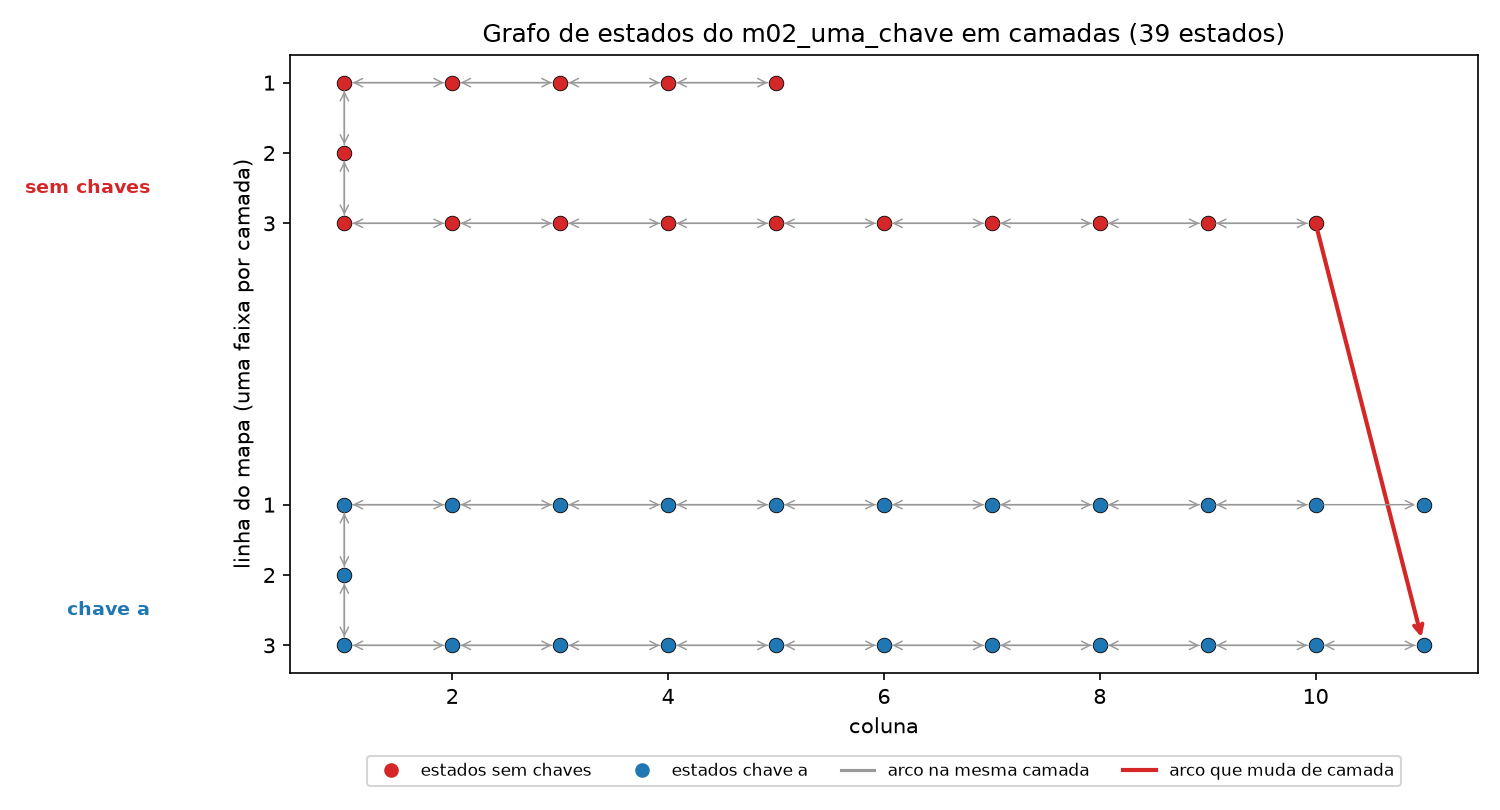 Grafo de estados do m02_uma_chave em camadas (39 estados)
1
2
3
sem chaves
linha do mapa (uma faixa por camada)
1
2
3
chave a
2 4 6 8 10
coluna
estados sem chaves estados chave a arco na mesma camada arco que muda de camada